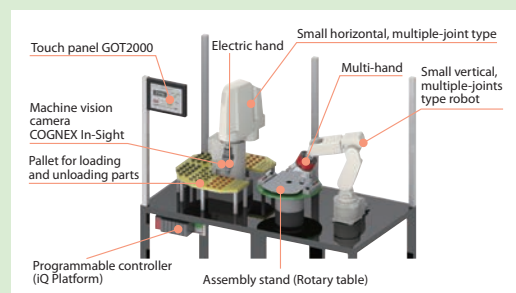 Touch panel GOT2000
Electric hand
Small horizontal, multiple-joint type
Multi-hand
Small vertical,
multiple-joints
type robot
Machine vision
camera
COGNEX In-Sight
Pallet for loading
and unloading parts
Programmable controller
(iQ Platform)
Assembly stand (Rotary table)